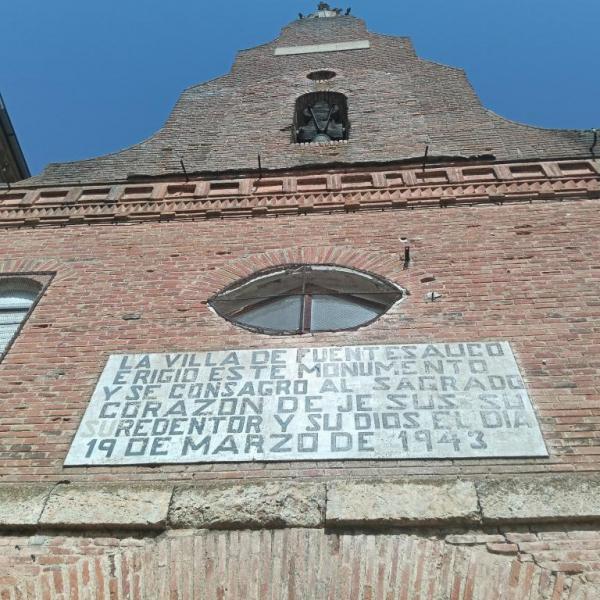 LA VILLA DE FUENTESAUCO
ERIGIO ESTE MONUMENTO
Y SE CONSAGRO AL SAGRADO
CORAZON DE JESUS, SU
SU REDENTOR Y SU DIOS EL DIA
19 DE MARZO DE 1943